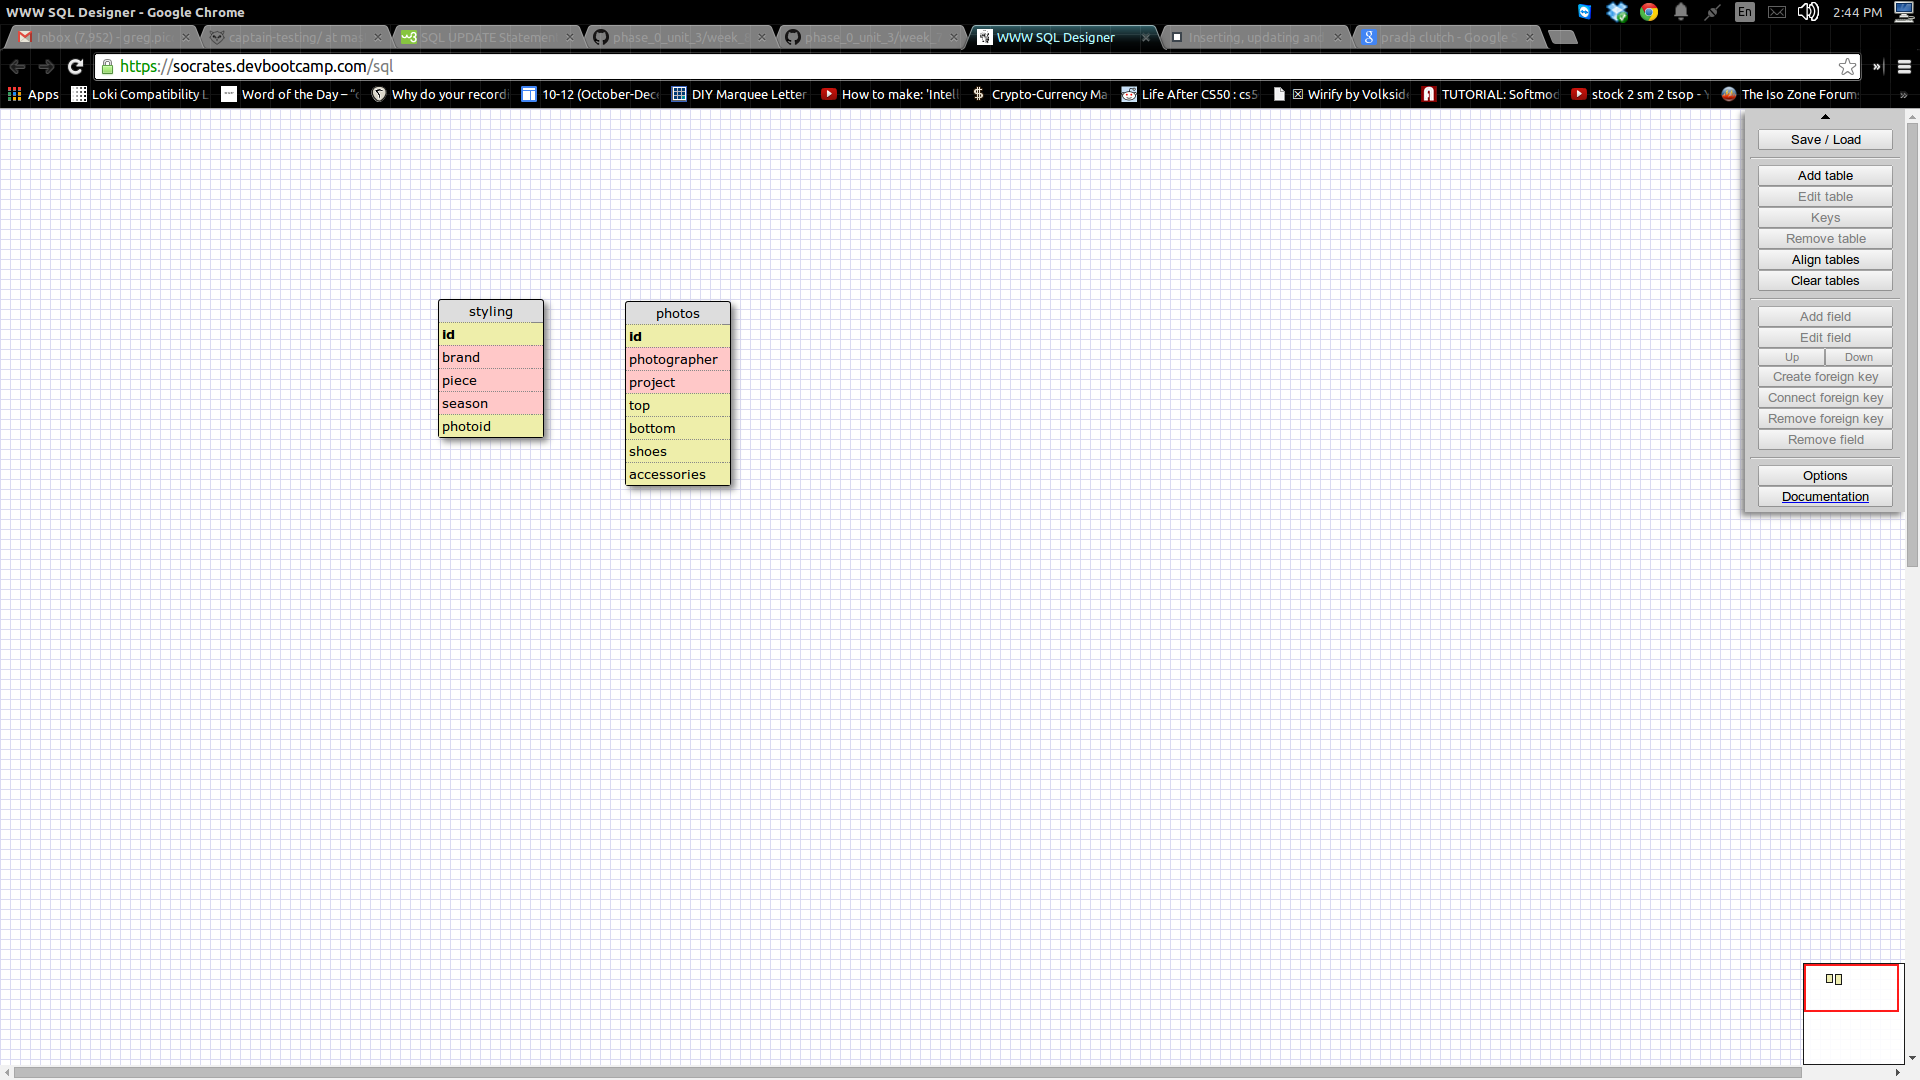 WWW SQL Designer - Google Chrome
En
2:44 PM
Inbox (7,952) - greg.pi
captain-tasting/ at ma
w3 SQL UPDATE Statemen
phase_0_unit_3/week_
phase_0_unit_3/week_
WWW SQL Designer
Inserting, updating and
prada clutch - Google
https://socrates.devbootcamp.com/sql
Apps
Loki Compatibility L
Word of the Day – “c
Why do your record
10-12 (October-Dec
DIY Marquee Letter
How to make: 'Intell
Crypto-Currency Ma
Life After CS50 : cs5
Wirify by Volksid
TUTORIAL: Softmod
stock 2 sm 2 tsop - Y
The Iso Zone Forum
Save / Load
Add table
Edit table
Keys
Remove table
Align tables
Clear tables
Add field
Edit field
Up
Down
Create foreign key
Connect foreign key
Remove foreign key
Remove field
Options
Documentation
styling
id
brand
piece
season
photoid
photos
id
photographer
project
top
bottom
shoes
accessories